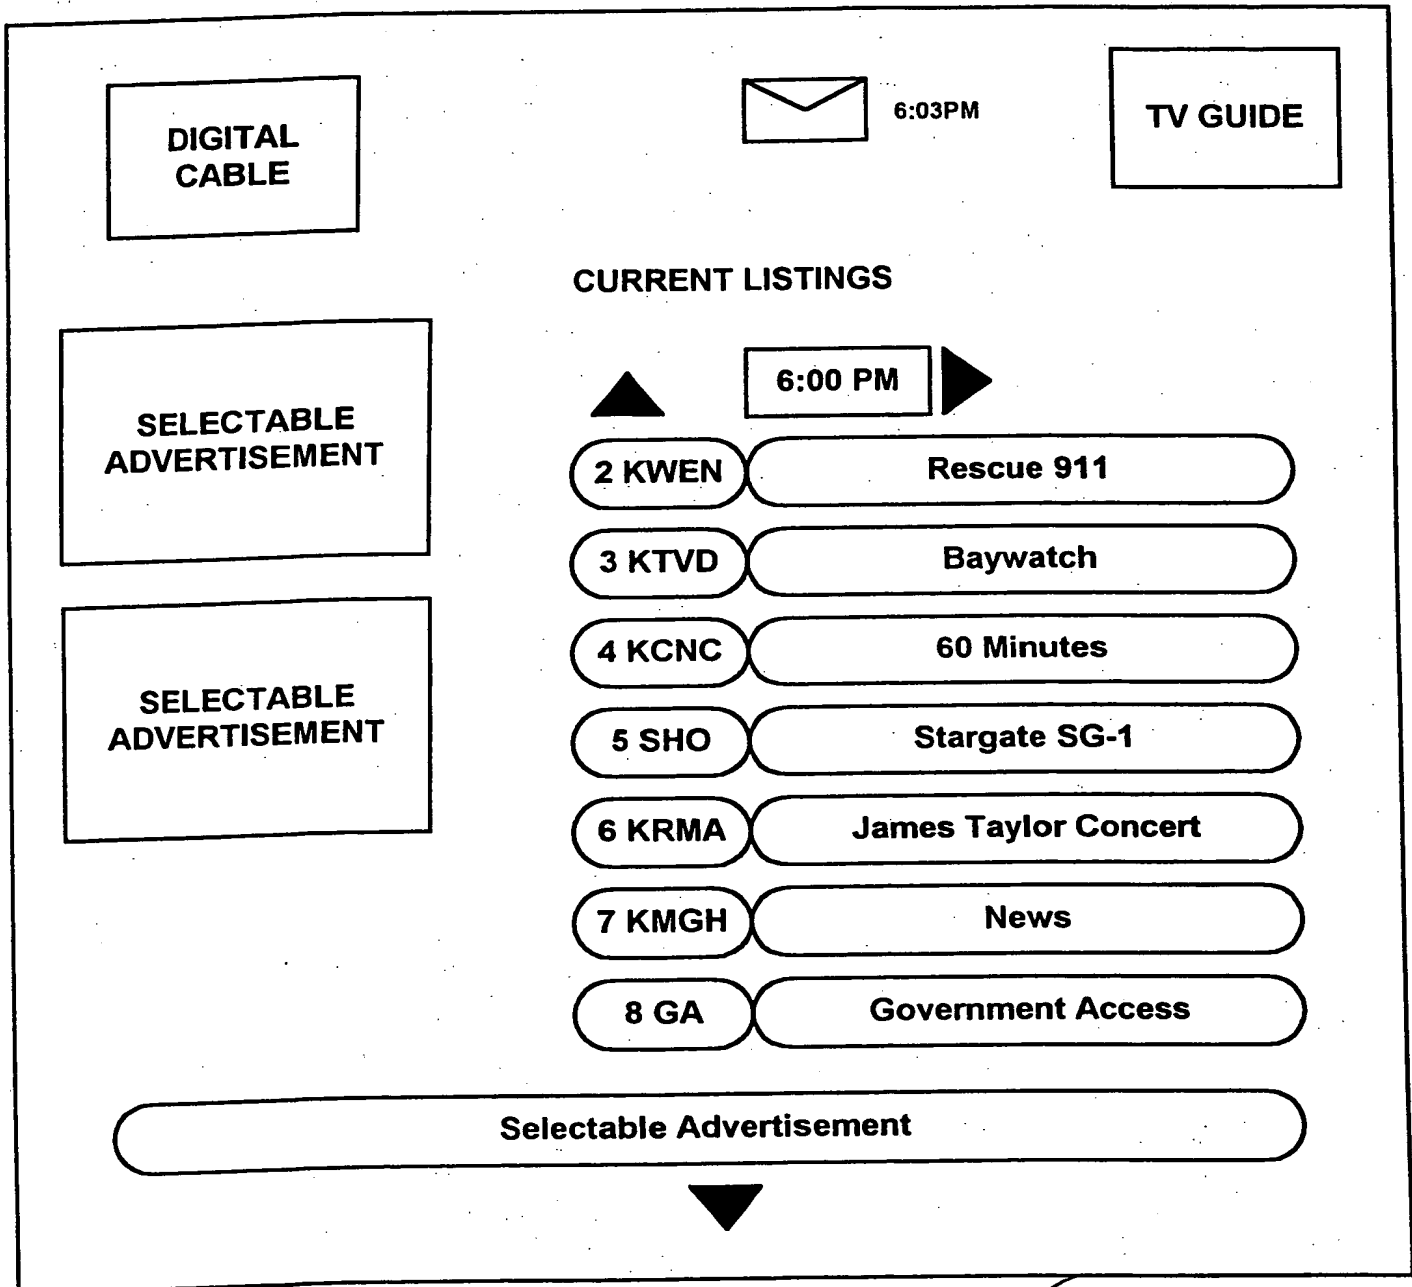 DIGITAL
CABLE
6:03PM
TV GUIDE
CURRENT LISTINGS
SELECTABLE
ADVERTISEMENT
SELECTABLE
ADVERTISEMENT
6:00 PM
2 KWEN Rescue 911
3 KTVD Baywatch
4 KCNC 60 Minutes
5 SHO Stargate SG-1
6 KRMA James Taylor Concert
7 KMGH News
8 GA Government Access
Selectable Advertisement